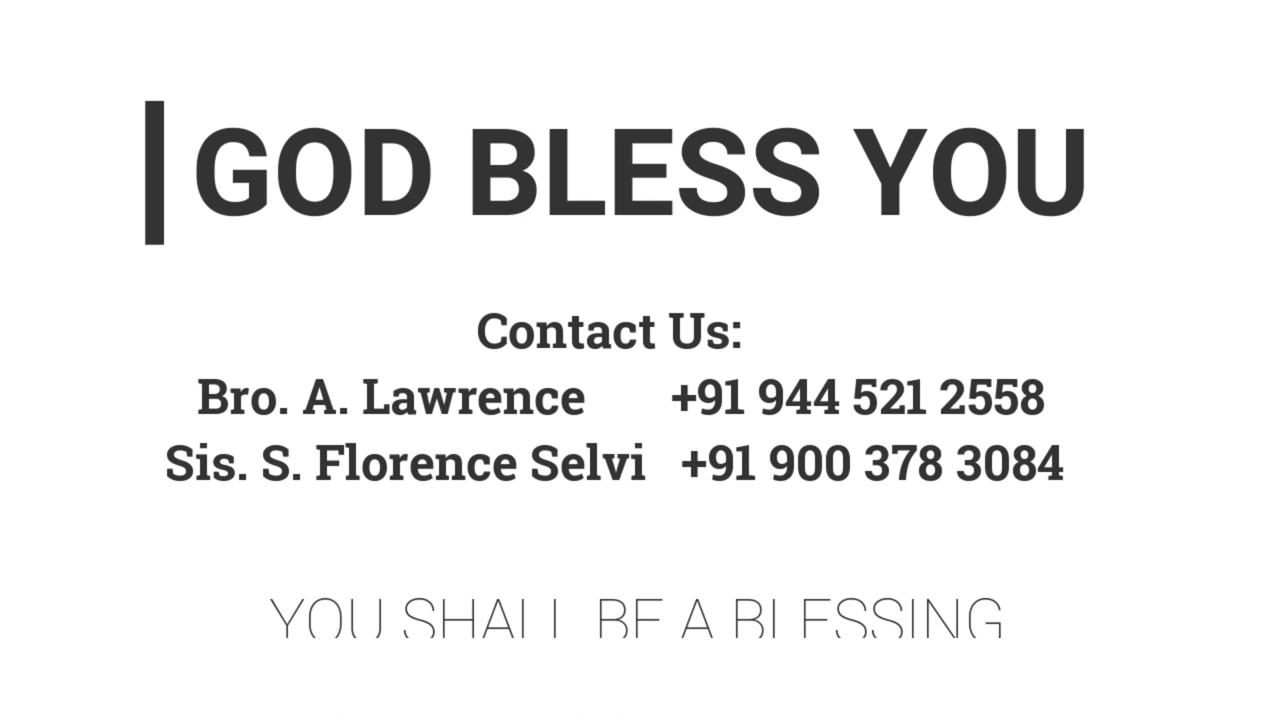 GOD BLESS YOU
Contact Us:
Bro. A. Lawrence +91 944 521 2558
Sis. S. Florence Selvi +91 900 378 3084
YOU SHALL BE A BLESSING